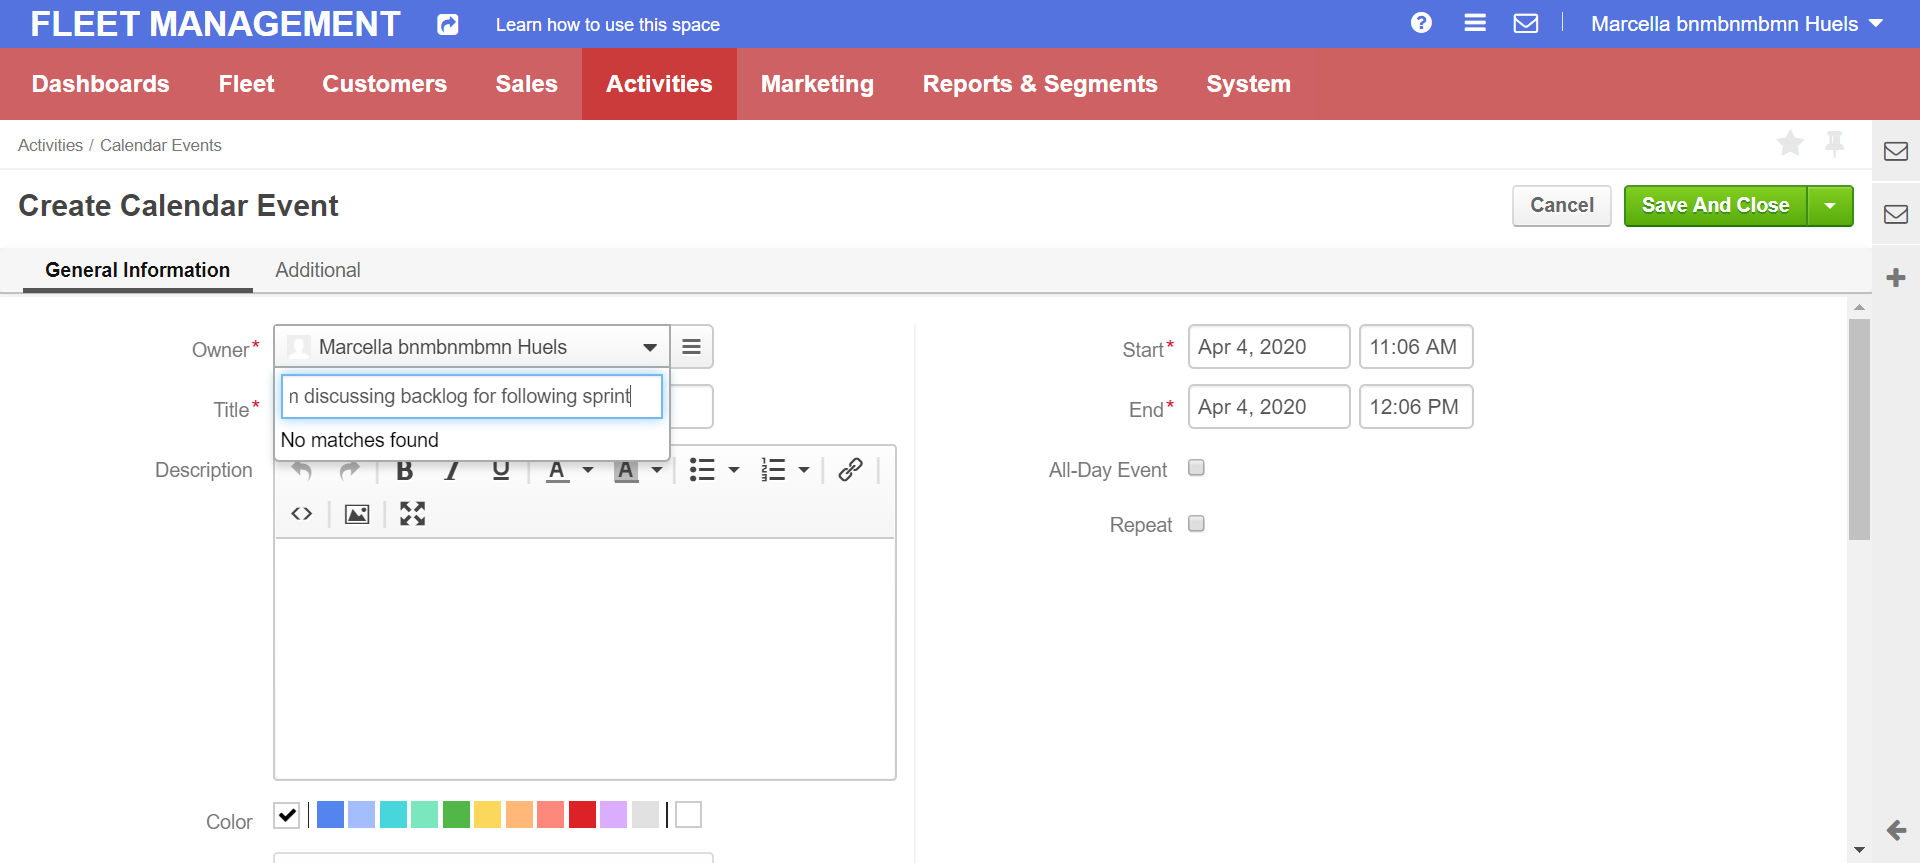 FLEET MANAGEMENT
Learn how to use this space
Marcella bnmbnmbmn Huels
Dashboards
Fleet
Customers
Sales
Activities
Marketing
Reports & Segments
System
Activities / Calendar Events
Create Calendar Event
Cancel
Save And Close
General Information
Additional
Owner*
Marcella bnmbnmbmn Huels
n discussing backlog for following sprint
No matches found
Title*
Description
B I U A A
Color
Start*
Apr 4, 2020
11:06 AM
End*
Apr 4, 2020
12:06 PM
All-Day Event
Repeat